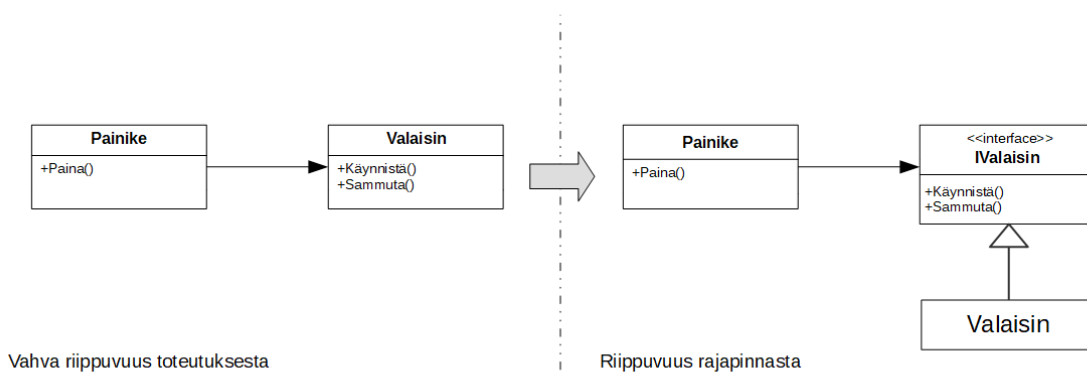 Painike
+Paina()
Valaisin
+Käynnistä()
+Sammuta()
Vahva riippuvuus toteutuksesta
Painike
+Paina()
<<interface>>
IValaisin
+Käynnistä()
+Sammuta()
Valaisin
Riippuvuus rajapinnasta